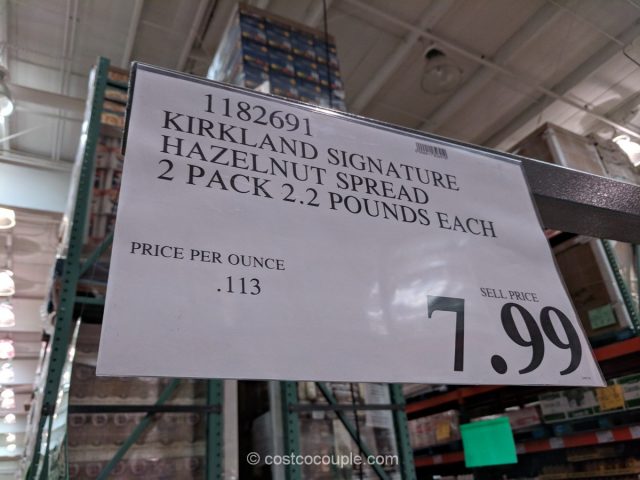 1182691
KIRKLAND SIGNATURE
HAZELNUT SPREAD
2 PACK 2.2 POUNDS EACH
PRICE PER OUNCE
.113
SELL PRICE
7.99
© costcocouple.com